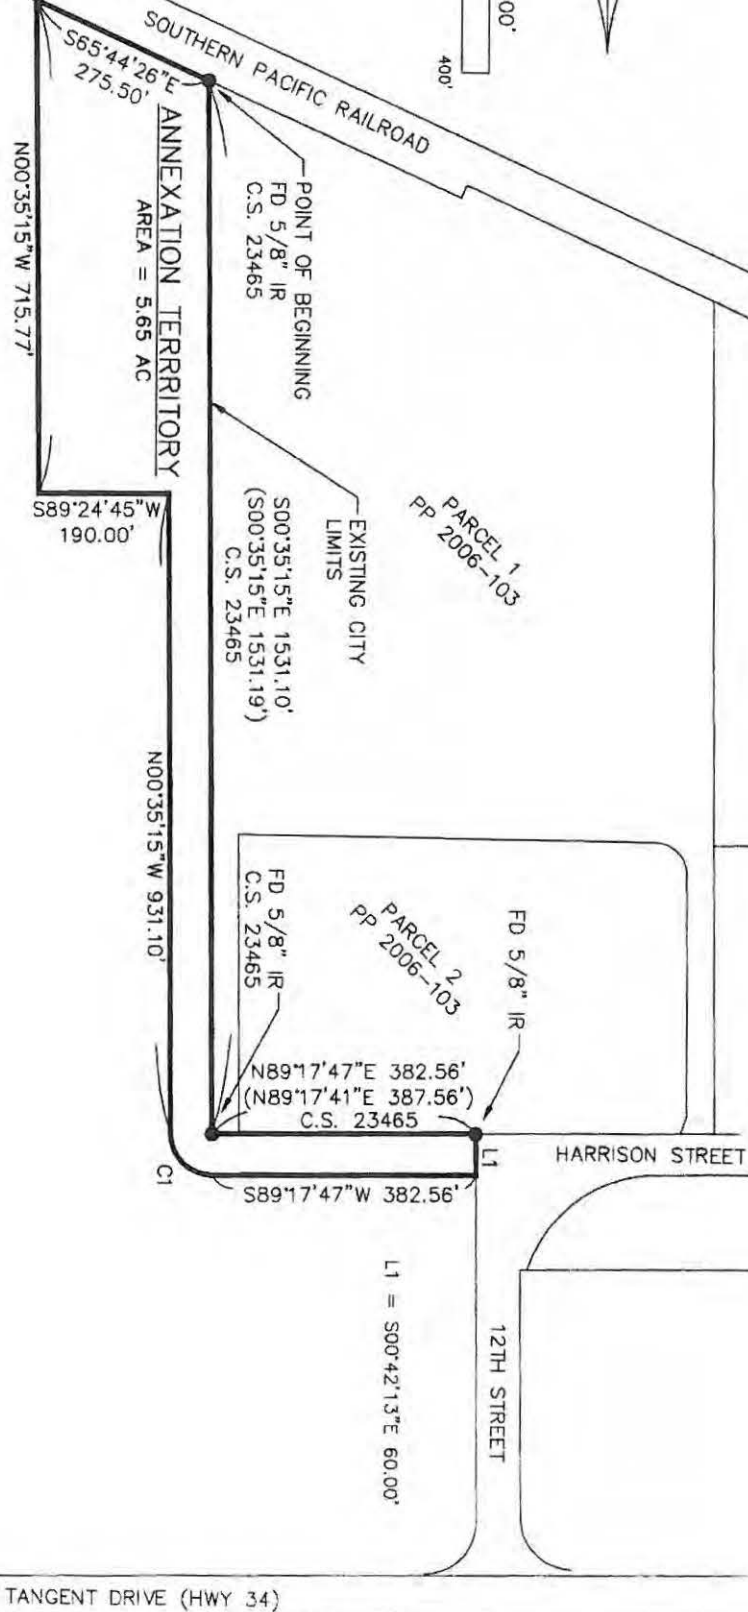 00'
400'
SOUTHERN PACIFIC RAILROAD
S65°44'26"E
275.50'
POINT OF BEGINNING
FD 5/8" IR
C.S. 23465
ANNEXATION TERRRITORY
AREA = 5.65 AC
N00°35'15"W 715.77'
S89°24'45"W
190.00'
EXISTING CITY
LIMITS
S00°35'15"E 1531.10'
(S00°35'15"E 1531.19')
C.S. 23465
PARCEL 1
PP 2006-103
N00°35'15"W 931.10'
FD 5/8" IR
C.S. 23465
PARCEL 2
PP 2006-103
FD 5/8" IR
N89°17'47"E 382.56'
(N89°17'41"E 387.56')
C.S. 23465
C1
L1
HARRISON STREET
S89°17'47"W 382.56'
L1 = S00°42'13"E 60.00'
12TH STREET
TANGENT DRIVE (HWY 34)